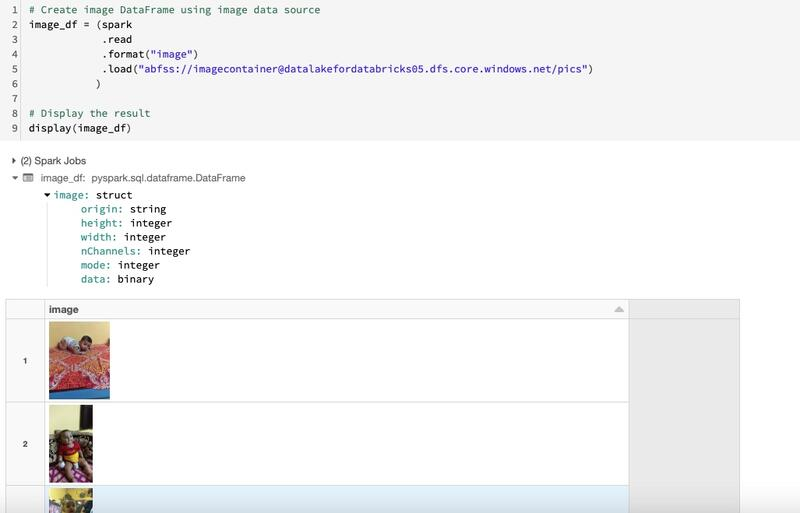 1 # Create image DataFrame using image data source
2 image_df = (spark
3 .read
4 .format("image")
5 .load("abfss://imagecontainer@datalakefordatabricks05.dfs.core.windows.net/pics")
6 )
7
8 # Display the result
9 display(image_df)
(2) Spark Jobs
image_df: pyspark.sql.dataframe.DataFrame
image: struct
origin: string
height: integer
width: integer
nChannels: integer
mode: integer
data: binary
image
1
2